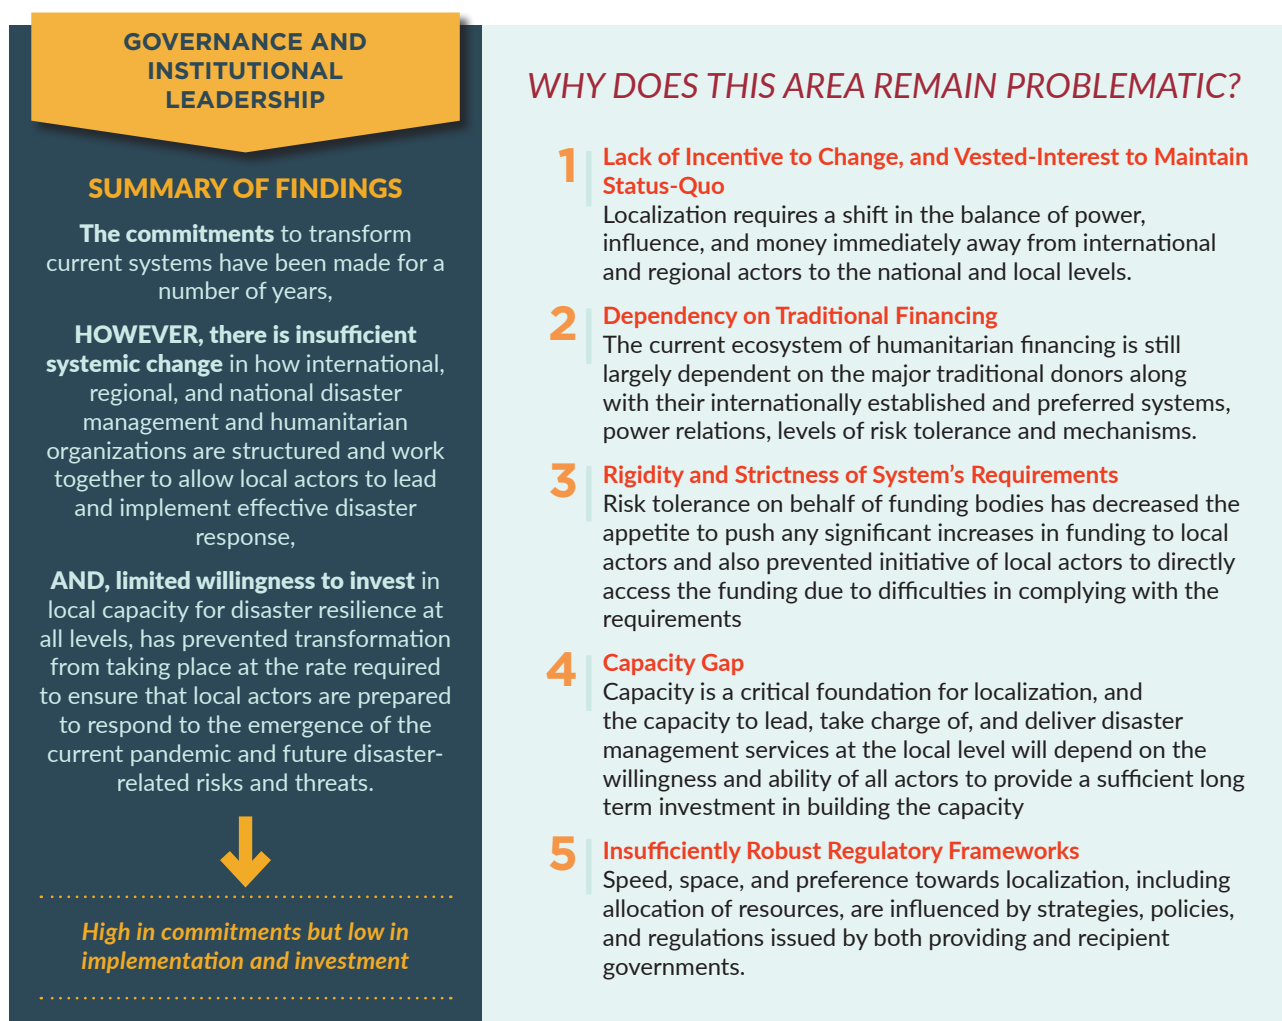 GOVERNANCE AND
INSTITUTIONAL
LEADERSHIP
SUMMARY OF FINDINGS
The commitments to transform
current systems have been made for a
number of years,
HOWEVER, there is insufficient
systemic change in how international,
regional, and national disaster
management and humanitarian
organizations are structured and work
together to allow local actors to lead
and implement effective disaster
response,
AND, limited willingness to invest in
local capacity for disaster resilience at
all levels, has prevented transformation
from taking place at the rate required
to ensure that local actors are prepared
to respond to the emergence of the
current pandemic and future disaster-
related risks and threats.
High in commitments but low in
implementation and investment
WHY DOES THIS AREA REMAIN PROBLEMATIC?
1 Lack of Incentive to Change, and Vested-Interest to Maintain
Status-Quo
Localization requires a shift in the balance of power,
influence, and money immediately away from international
and regional actors to the national and local levels.
2 Dependency on Traditional Financing
The current ecosystem of humanitarian financing is still
largely dependent on the major traditional donors along
with their internationally established and preferred systems,
power relations, levels of risk tolerance and mechanisms.
3 Rigidity and Strictness of System's Requirements
Risk tolerance on behalf of funding bodies has decreased the
appetite to push any significant increases in funding to local
actors and also prevented initiative of local actors to directly
access the funding due to difficulties in complying with the
requirements
4 Capacity Gap
Capacity is a critical foundation for localization, and
the capacity to lead, take charge of, and deliver disaster
management services at the local level will depend on the
willingness and ability of all actors to provide a sufficient long
term investment in building the capacity
5 Insufficiently Robust Regulatory Frameworks
Speed, space, and preference towards localization, including
allocation of resources, are influenced by strategies, policies,
and regulations issued by both providing and recipient
governments.